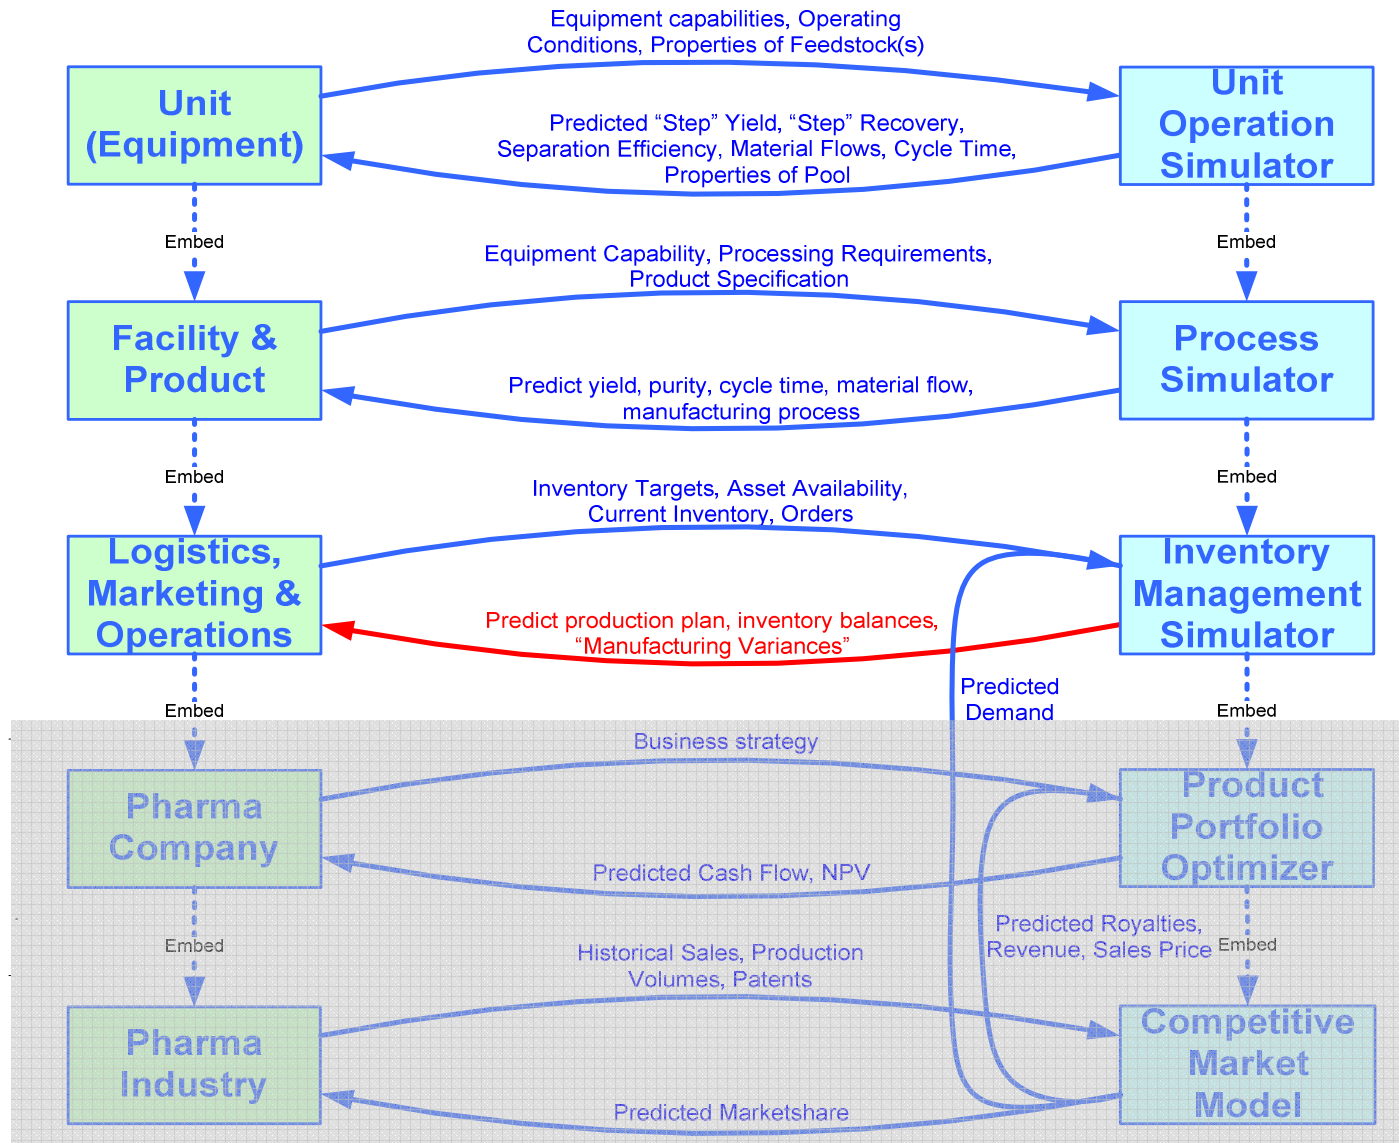 Equipment capabilities, Operating
Conditions, Properties of Feedstock(s)
Unit
(Equipment)
Unit
Operation
Simulator
Predicted “Step” Yield, “Step” Recovery,
Separation Efficiency, Material Flows, Cycle Time,
Properties of Pool
Embed
Embed
Equipment Capability, Processing Requirements,
Product Specification
Facility &
Product
Process
Simulator
Predict yield, purity, cycle time, material flow,
manufacturing process
Embed
Embed
Inventory Targets, Asset Availability,
Current Inventory, Orders
Logistics,
Marketing &
Operations
Inventory
Management
Simulator
Predict production plan, inventory balances,
“Manufacturing Variances”
Predicted
Demand
Embed
Embed
Business strategy
Pharma
Company
Product
Portfolio
Optimizer
Predicted Cash Flow, NPV
Predicted Royalties,
Revenue, Sales Price
Embed
Embed
Historical Sales, Production
Volumes, Patents
Pharma
Industry
Competitive
Market
Model
Predicted Marketshare